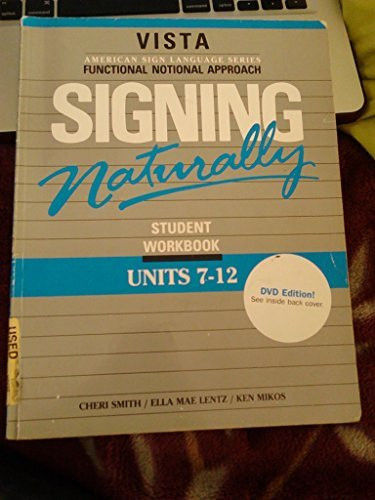 VISTA
AMERICAN SIGN LANGUAGE SERIES
FUNCTIONAL NOTIONAL APPROACH
SIGNING
Naturally
STUDENT
WORKBOOK
UNITS 7-12
DVD Edition!
See inside back cover.
USED
CHERI SMITH / ELLA MAE LENTZ / KEN MIKOS